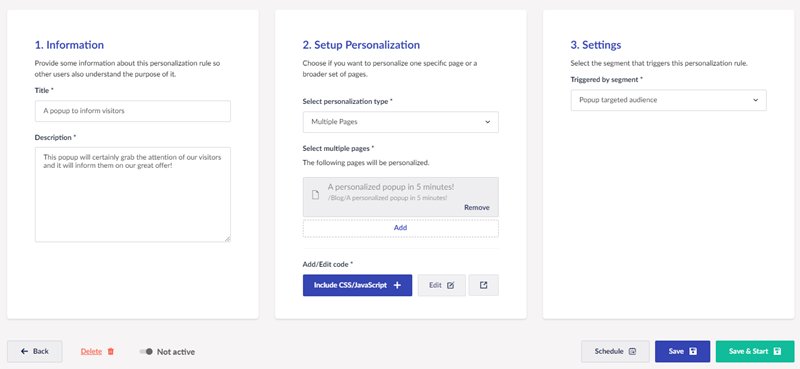 1. Information
Provide some information about this personalization rule so
other users also understand the purpose of it.
Title *
A popup to inform visitors
Description *
This popup will certainly grab the attention of our visitors
and it will inform them on our great offer!
2. Setup Personalization
Choose if you want to personalize one specific page or a
broader set of pages.
Select personalization type *
Multiple Pages
Select multiple pages *
The following pages will be personalized.
A personalized popup in 5 minutes!
/Blog/A personalized popup in 5 minutes!
Remove
Add
Add/Edit code *
Include CSS/JavaScript
Edit
3. Settings
Select the segment that triggers this personalization rule.
Triggered by segment *
Popup targeted audience
Back
Delete
Not active
Schedule
Save
Save & Start